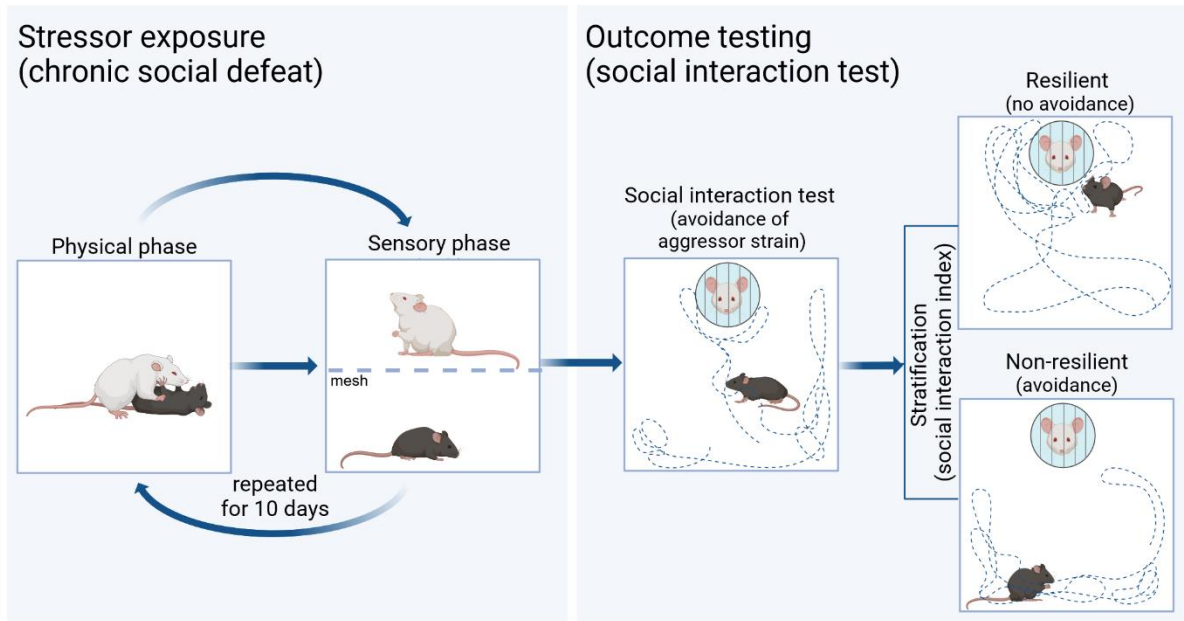 Stressor exposure
(chronic social defeat)
Physical phase
Sensory phase
mesh
repeated
for 10 days
Outcome testing
(social interaction test)
Social interaction test
(avoidance of
aggressor strain)
Stratification
(social interaction index)
Resilient
(no avoidance)
Non-resilient
(avoidance)